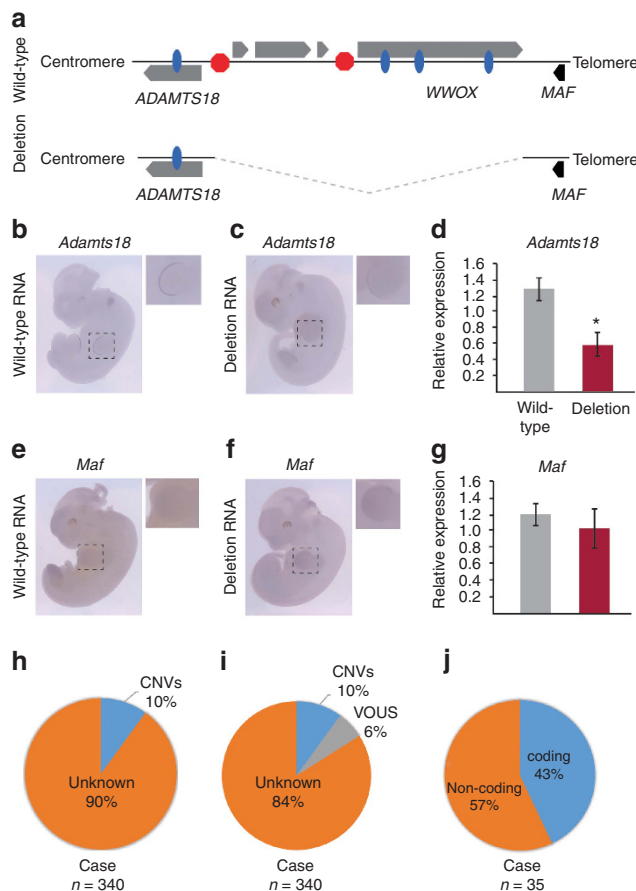 a
Wild-type
Centromere
Telomere
ADAMTS18
WWOX
MAF
Deletion
Centromere
Telomere
ADAMTS18
MAF
b
Adamts18
Wild-type RNA
c
Adamts18
Deletion RNA
d
Adamts18
Relative expression
1.6
1.4
1.2
1.0
0.8
0.6
0.4
0.2
*
Wild-
type
Deletion
e
Maf
Wild-type RNA
f
Maf
Deletion RNA
g
Maf
Relative expression
1.6
1.4
1.2
1.0
0.8
0.6
0.4
0.2
h
CNVs
10%
Unknown
90%
Case
n = 340
i
CNVs
10%
VOUS
6%
Unknown
84%
Case
n = 340
j
coding
43%
Non-coding
57%
Case
n = 35